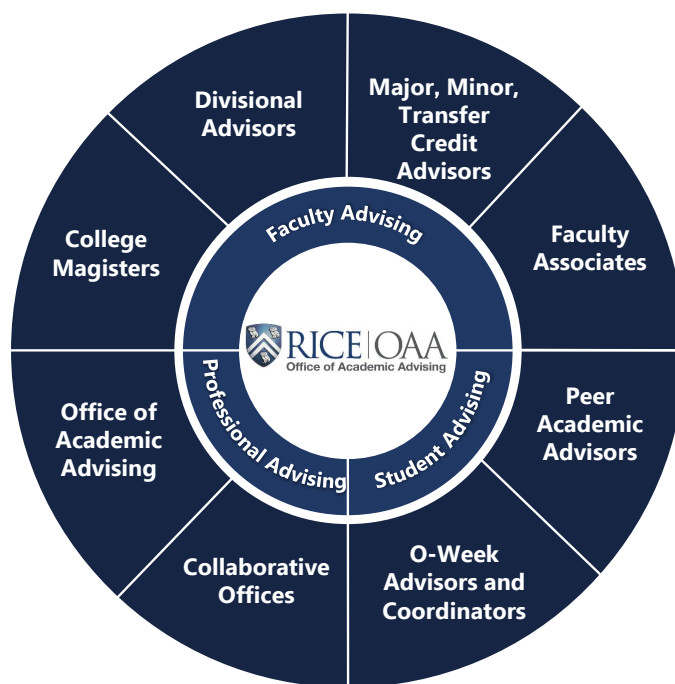 Divisional
Advisors
Major, Minor,
Transfer
Credit
Advisors
College
Magisters
Faculty Advising
Faculty
Associates
RICE | OAA
Office of Academic Advising
Professional Advising
Student Advising
Office of
Academic
Advising
Peer
Academic
Advisors
Collaborative
Offices
O-Week
Advisors and
Coordinators